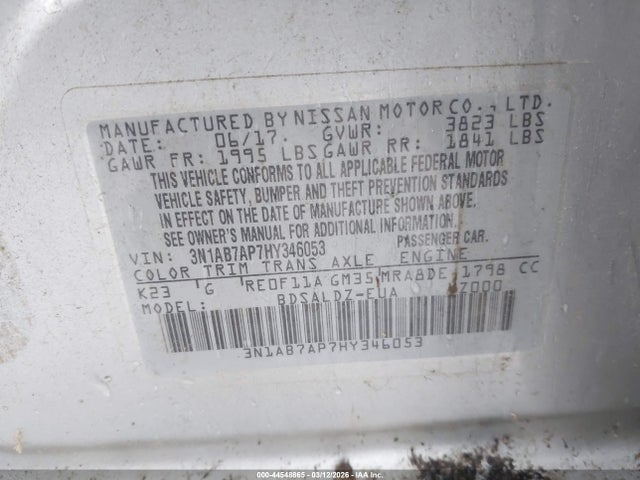 MANUFACTURED BY NISSAN MOTOR CO., LTD.
DATE: 06/17. GVWR: 3823 LBS
GAWR FR: 1995 LBS GAWR RR: 1841 LBS
THIS VEHICLE CONFORMS TO ALL APPLICABLE FEDERAL MOTOR
VEHICLE SAFETY, BUMPER AND THEFT PREVENTION STANDARDS
IN EFFECT ON THE DATE OF MANUFACTURE SHOWN ABOVE.
SEE OWNER'S MANUAL FOR ADDITIONAL INFORMATION.
VIN: 3N1AB7AP7HY346053 PASSENGER CAR.
COLOR TRIM TRANS AXLE ENGINE
K23 G RE0F11A GM35 MRA8DE 1798 CC
MODEL: BDSALDZ-EUA Z000
3N1AB7AP7HY346053
000-44548865 - 03/12/2026 - IAAI